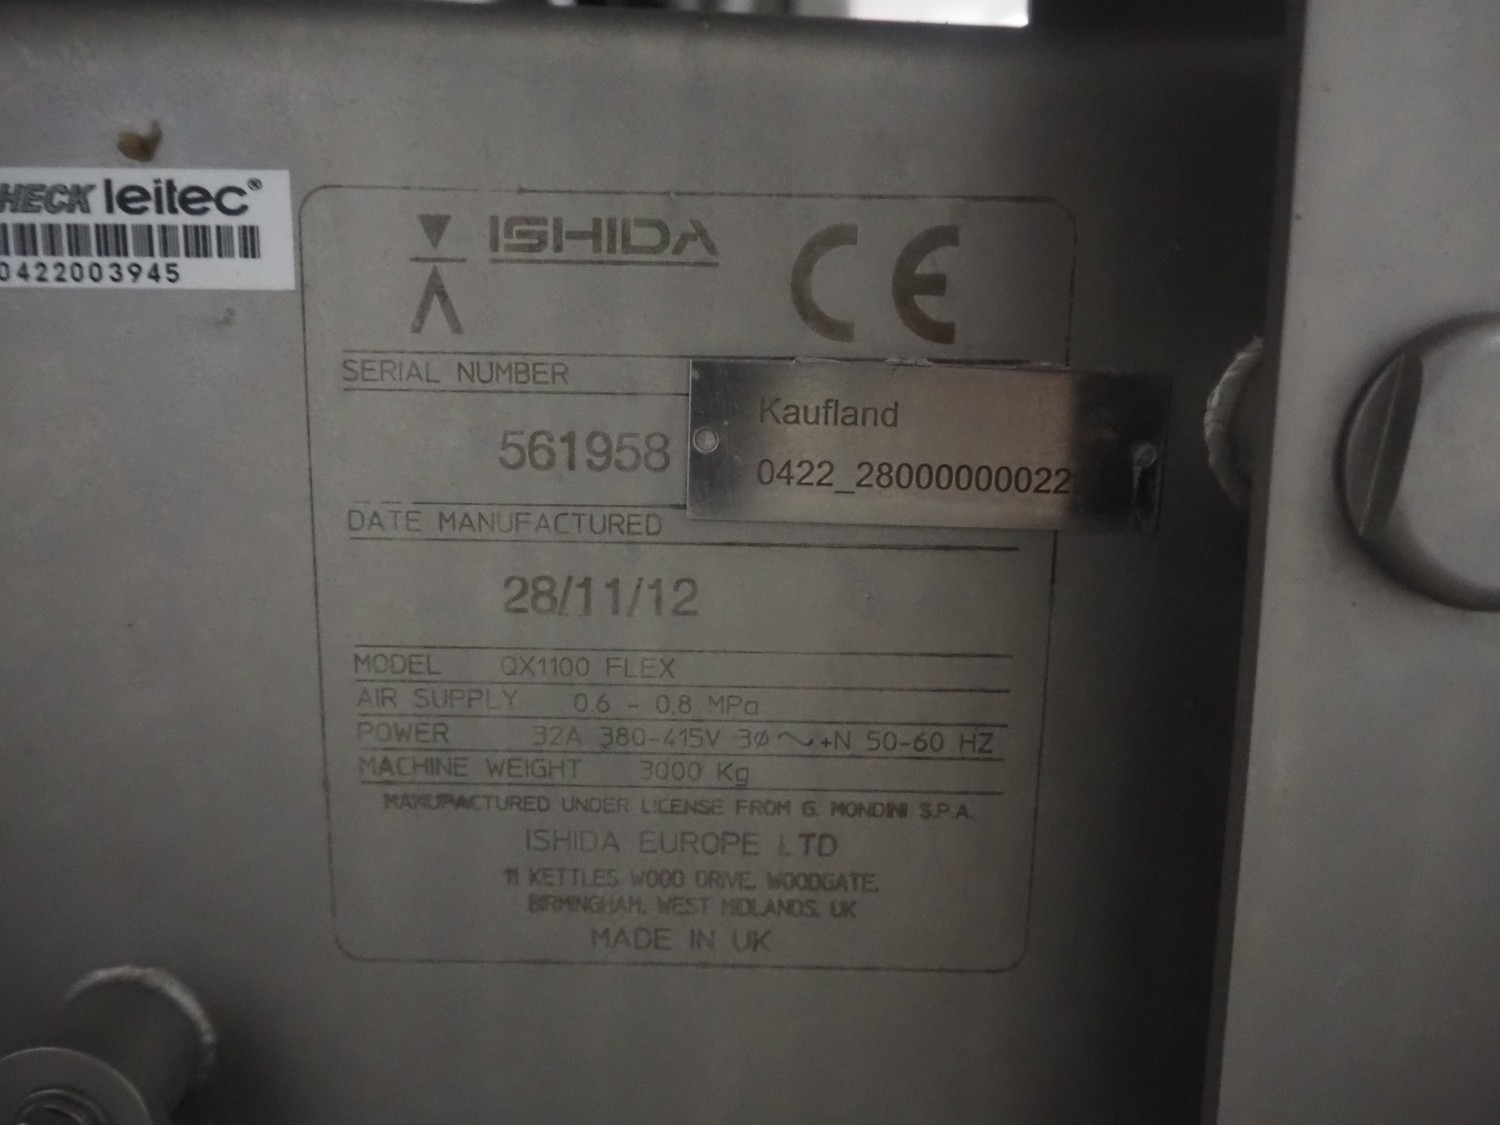 HECK leitec®
0422003945
ISHIDA
CE
SERIAL NUMBER
561958
Kaufland
0422_28000000022
DATE MANUFACTURED
28/11/12
MODEL QX1100 FLEX
AIR SUPPLY 0.6 - 0.8 MPa
POWER 32A 380-415V 3Ø ~ +N 50-60 HZ
MACHINE WEIGHT 3000 Kg
MANUFACTURED UNDER LICENSE FROM G. MONDINI S.P.A.
ISHIDA EUROPE LTD
11 KETTLES WOOD DRIVE, WOODGATE,
BIRMINGHAM, WEST MIDLANDS, UK
MADE IN UK